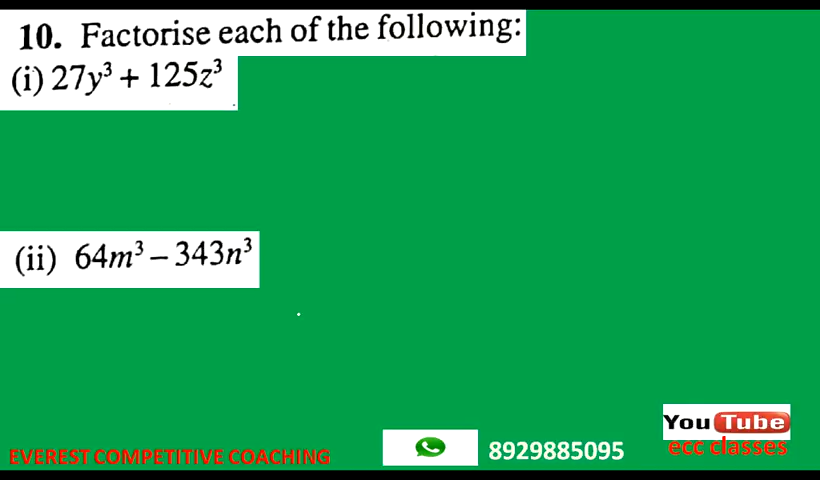 10. Factorise each of the following:
(i) 27y³ + 125z³
(ii) 64m³ – 343n³
You Tube
ecc classes
EVEREST COMPETITIVE COACHING
8929885095